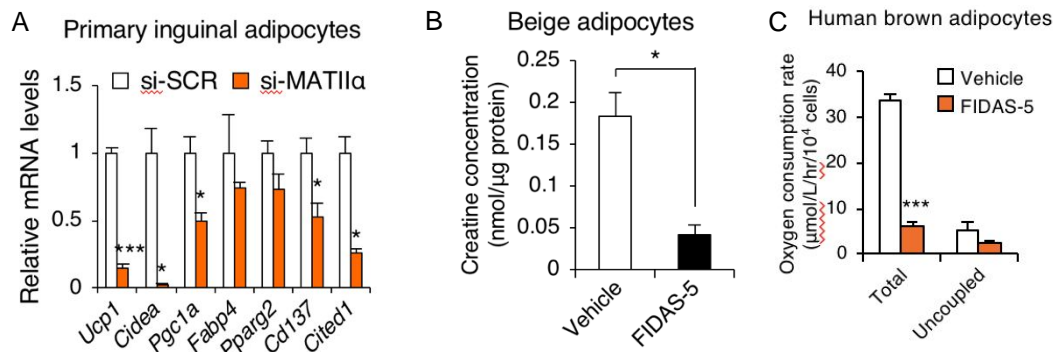 A
Primary inguinal adipocytes
si-SCR
si-MATIIα
Relative mRNA levels
1.5
1
0.5
0
***
*
*
*
*
Ucp1
Cidea
Pgc1a
Fabp4
Pparg2
Cd137
Cited1
B
Beige adipocytes
Creatine concentration
(nmol/µg protein)
0.25
0.2
0.15
0.1
0.05
0
*
Vehicle
FIDAS-5
C
Human brown adipocytes
Oxygen consumption rate
(µmol/L/hr/10⁴ cells)
40
30
20
10
0
Vehicle
FIDAS-5
***
Total
Uncoupled